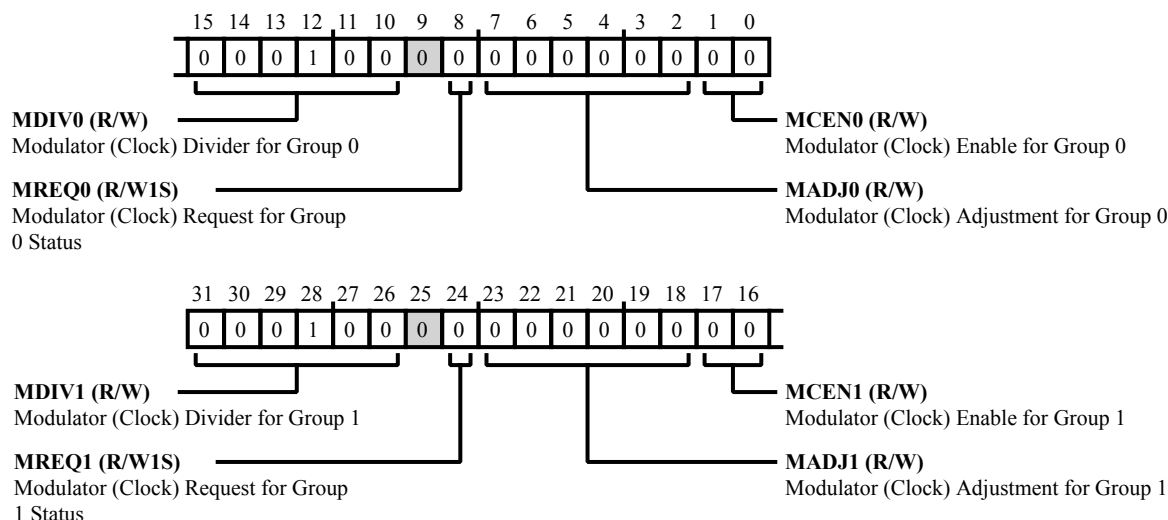 15 14 13 12 11 10 9 8 7 6 5 4 3 2 1 0
0 0 0 1 0 0 0 0 0 0 0 0 0 0 0 0
MDIV0 (R/W)
Modulator (Clock) Divider for Group 0
MCEN0 (R/W)
Modulator (Clock) Enable for Group 0
MREQ0 (R/W1S)
Modulator (Clock) Request for Group
0 Status
MADJ0 (R/W)
Modulator (Clock) Adjustment for Group 0
31 30 29 28 27 26 25 24 23 22 21 20 19 18 17 16
0 0 0 1 0 0 0 0 0 0 0 0 0 0 0 0
MDIV1 (R/W)
Modulator (Clock) Divider for Group 1
MCEN1 (R/W)
Modulator (Clock) Enable for Group 1
MREQ1 (R/W1S)
Modulator (Clock) Request for Group
1 Status
MADJ1 (R/W)
Modulator (Clock) Adjustment for Group 1